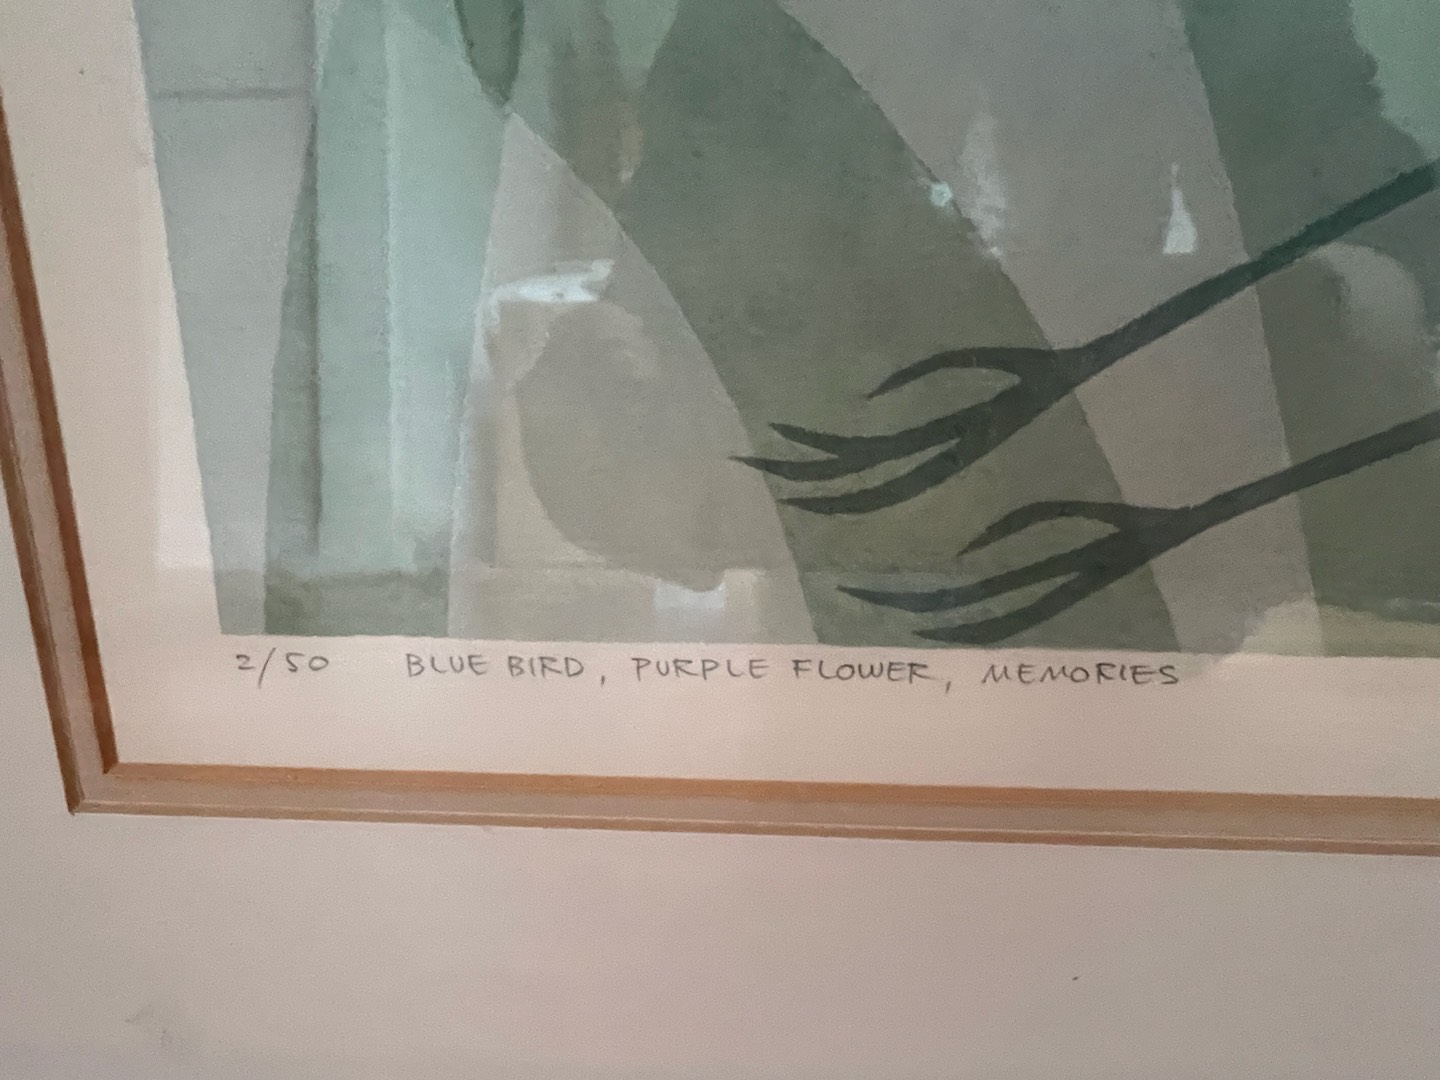 2/50 BLUE BIRD, PURPLE FLOWER, MEMORIES